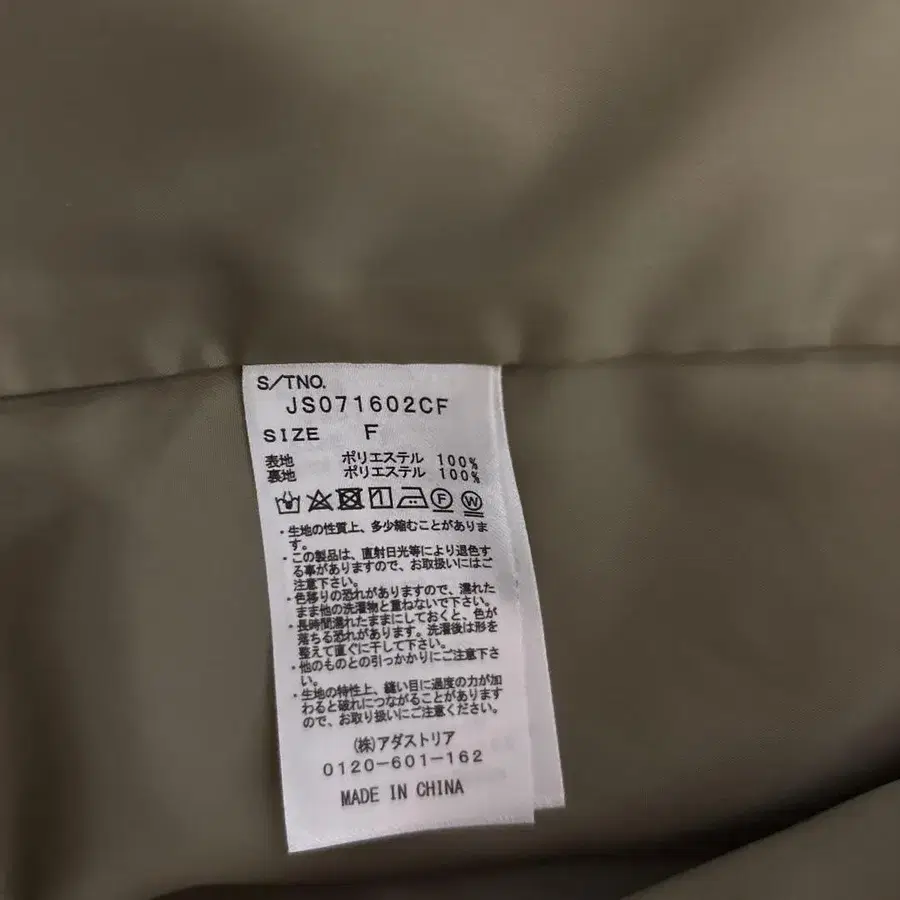 S/TNO.
JS071602CF
SIZE F
表地 ポリエステル 100%
裏地 ポリエステル 100%
F W
・生地の性質上、多少縮むことがありま
す。
・この製品は、直射日光等により退色す
る事がありますので、お取扱いにはご
注意下さい。
・色移りの恐れがありますので、濡れた
まま他の洗濯物と重ねないで下さい。
・長時間濡れたままにしておくと、色が
落ちる恐れがあります。洗濯後は形を
整えて直ぐに干して下さい。
・他のものとの引っかかりにご注意下さ
い。
・生地の特性上、縫い目に過度の力が加
わると破れにつながることがあります
ので、お取り扱いにご注意ください。
(株)アダストリア
0120-601-162
MADE IN CHINA